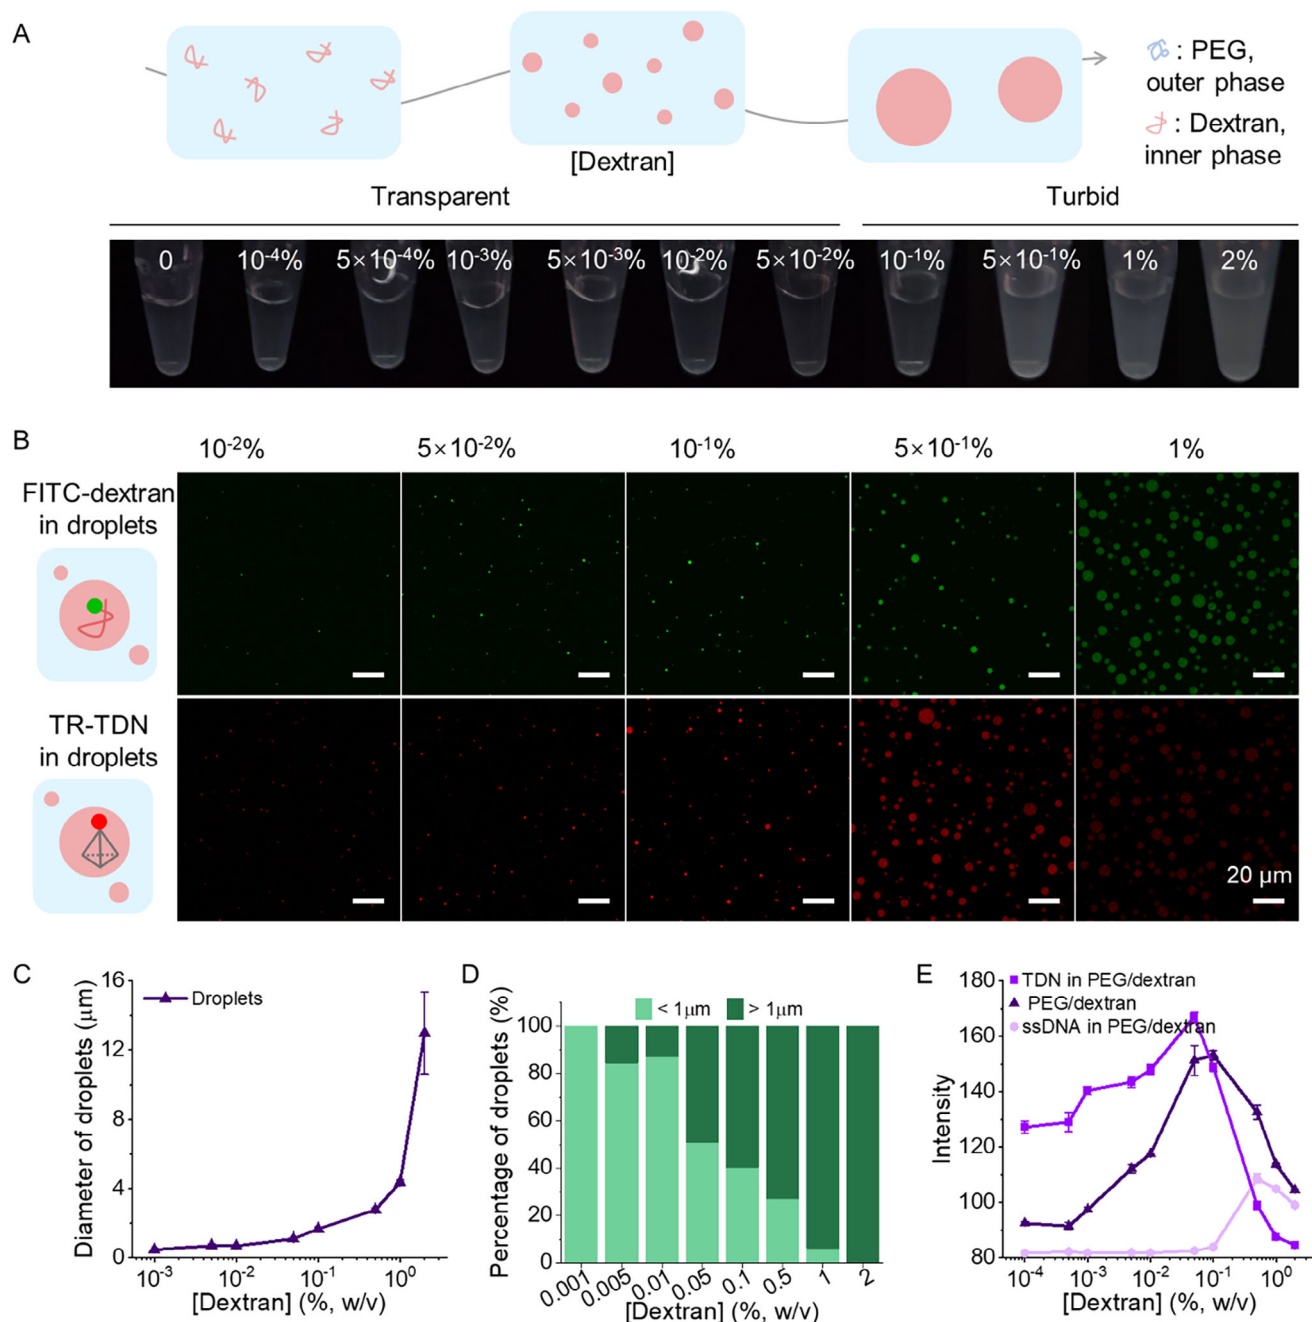 A
: PEG,
outer phase
: Dextran,
inner phase
[Dextran]
Transparent
Turbid
0
10⁻⁴%
5×10⁻⁴%
10⁻³%
5×10⁻³%
10⁻²%
5×10⁻²%
10⁻¹%
5×10⁻¹%
1%
2%
B
10⁻²%
5×10⁻²%
10⁻¹%
5×10⁻¹%
1%
FITC-dextran
in droplets
TR-TDN
in droplets
20 μm
C
Diameter of droplets (μm)
16
12
8
4
0
Droplets
10⁻³
10⁻²
10⁻¹
10⁰
[Dextran] (%, w/v)
D
< 1μm
> 1μm
Percentage of droplets (%)
100
80
60
40
20
0
0.001
0.005
0.01
0.05
0.1
0.5
1
2
[Dextran] (%, w/v)
E
TDN in PEG/dextran
PEG/dextran
ssDNA in PEG/dextran
Intensity
180
160
140
120
100
80
10⁻⁴
10⁻³
10⁻²
10⁻¹
10⁰
[Dextran] (%, w/v)